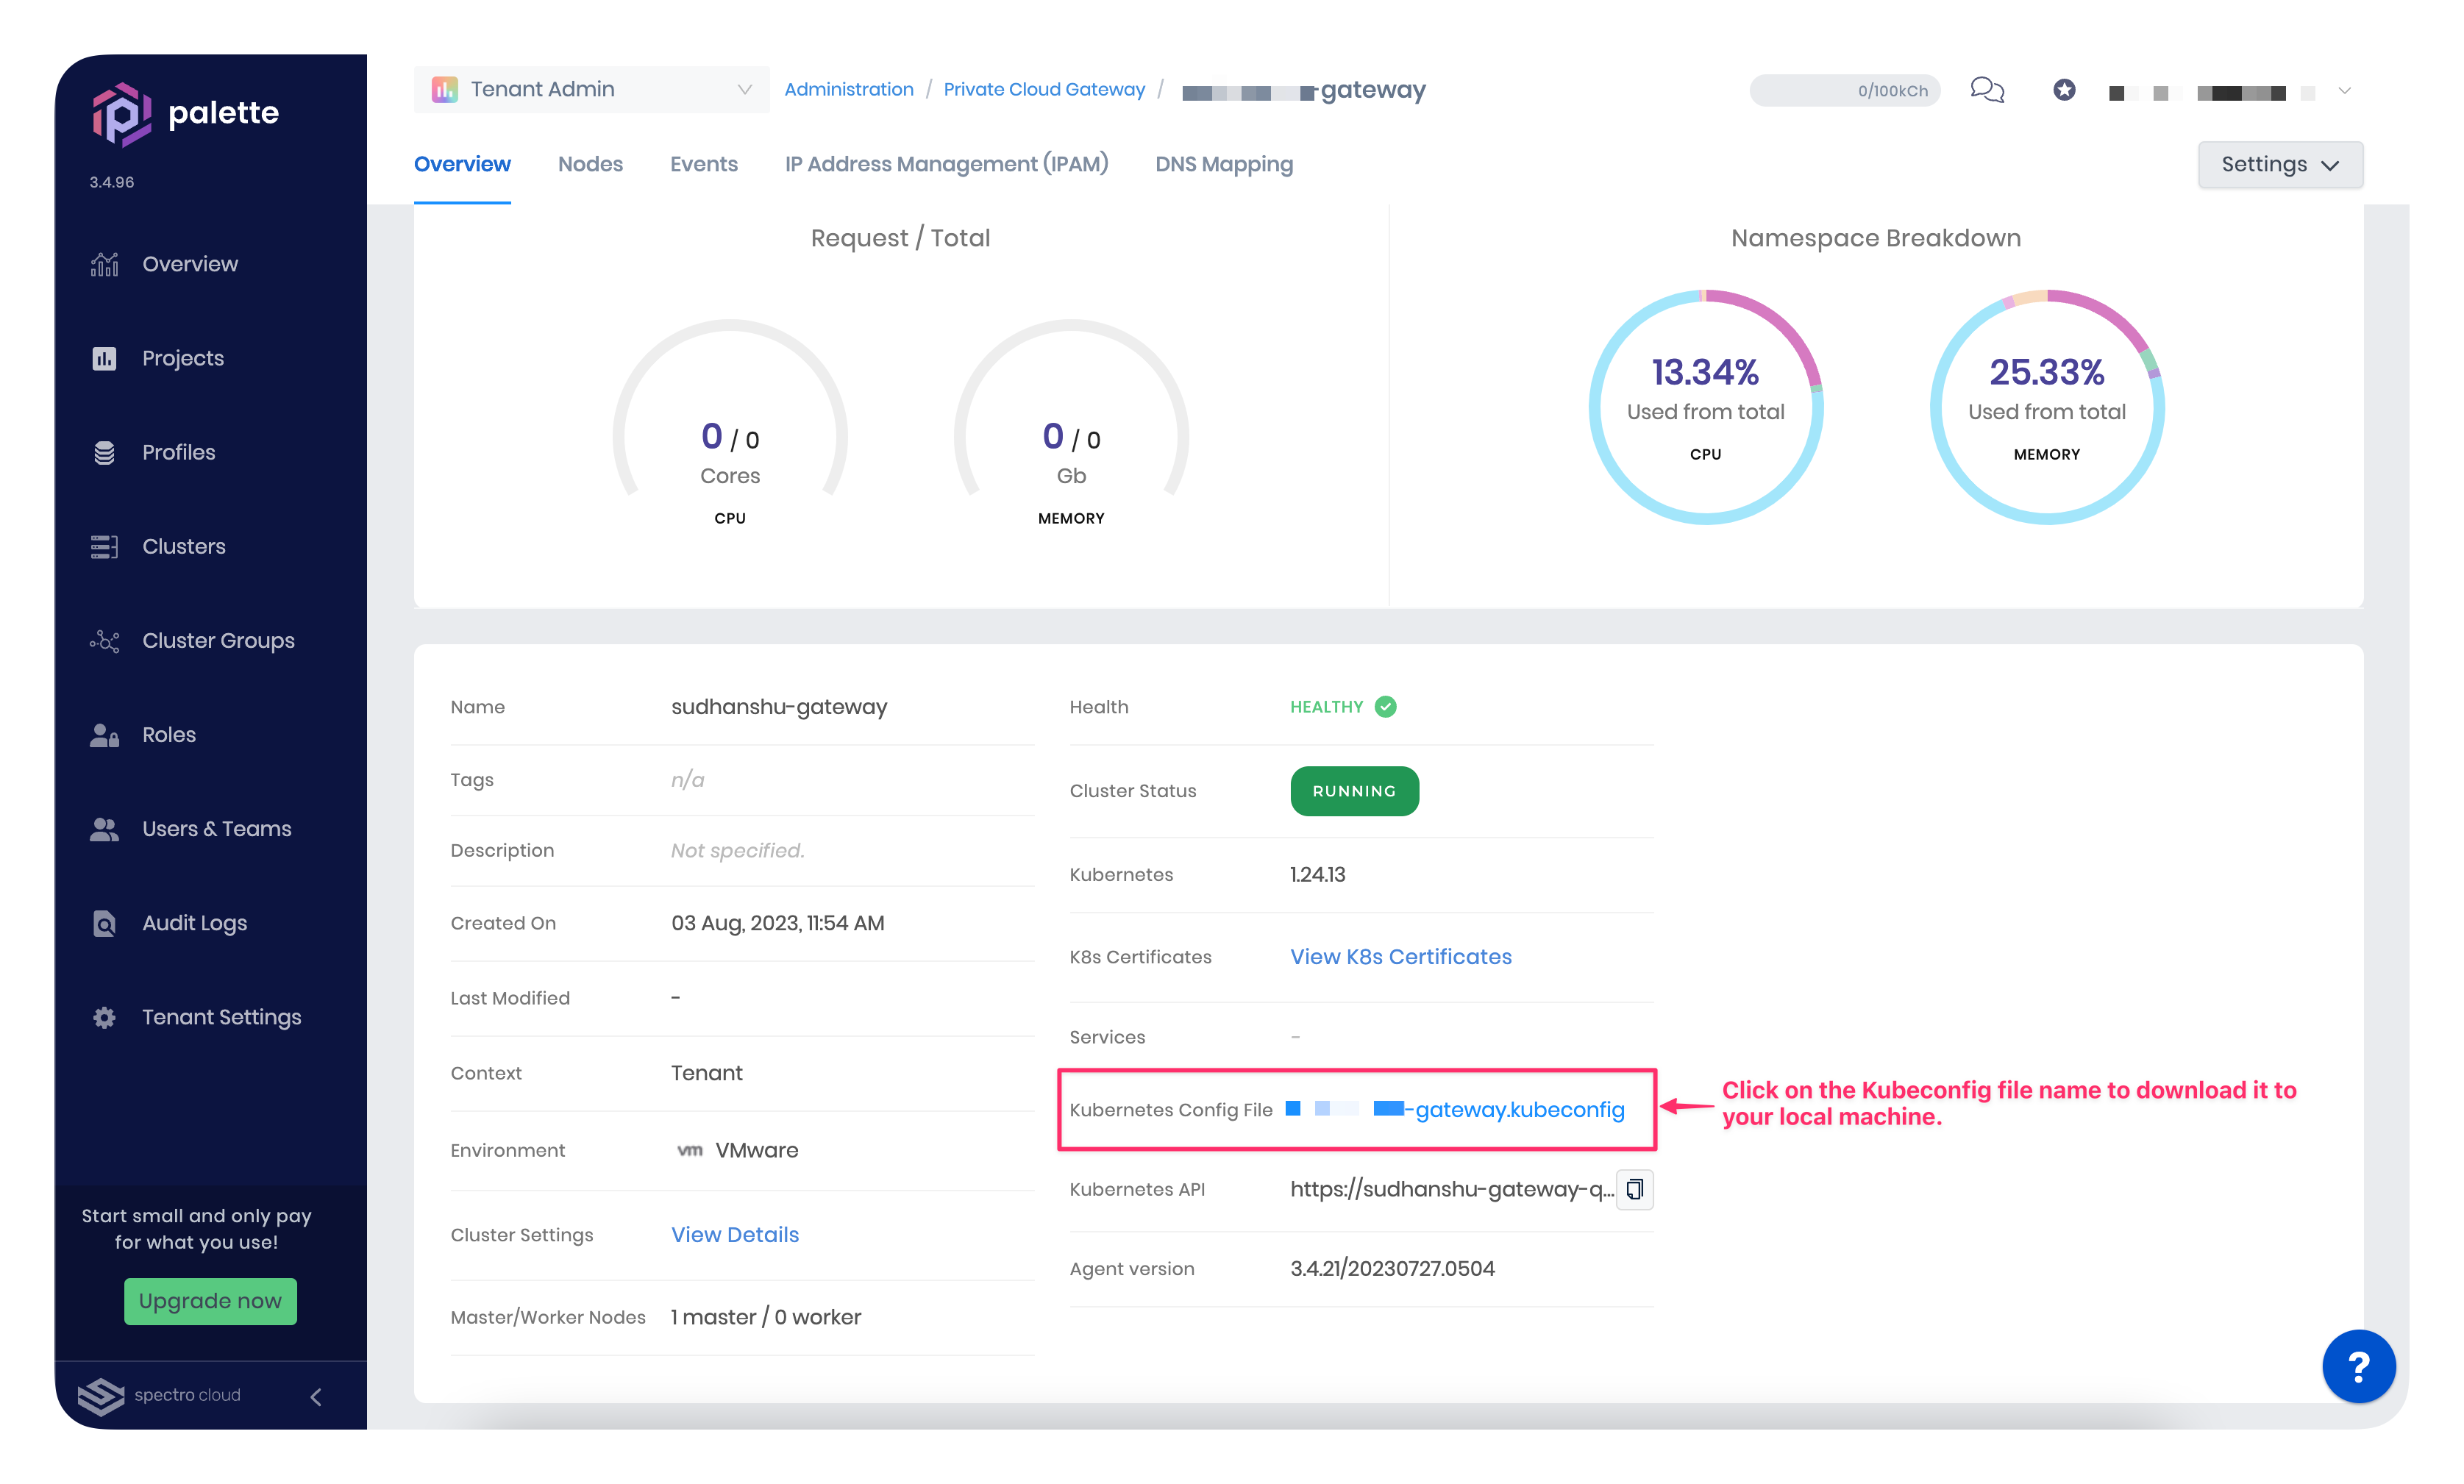 palette
3.4.96
Overview
Projects
Profiles
Clusters
Cluster Groups
Roles
Users & Teams
Audit Logs
Tenant Settings
Start small and only pay
for what you use!
Upgrade now
spectro cloud
Tenant Admin
Administration / Private Cloud Gateway / -gateway
0/100kCh
Overview Nodes Events IP Address Management (IPAM) DNS Mapping
Settings
Request / Total
0 / 0
Cores
CPU
0 / 0
Gb
MEMORY
Namespace Breakdown
13.34%
Used from total
CPU
25.33%
Used from total
MEMORY
Name sudhanshu-gateway
Tags n/a
Description Not specified.
Created On 03 Aug, 2023, 11:54 AM
Last Modified -
Context Tenant
Environment vm VMware
Cluster Settings View Details
Master/Worker Nodes 1 master / 0 worker
Health HEALTHY
Cluster Status RUNNING
Kubernetes 1.24.13
K8s Certificates View K8s Certificates
Services -
Kubernetes Config File -gateway.kubeconfig
Kubernetes API https://sudhanshu-gateway-q...
Agent version 3.4.21/20230727.0504
Click on the Kubeconfig file name to download it to
your local machine.
?